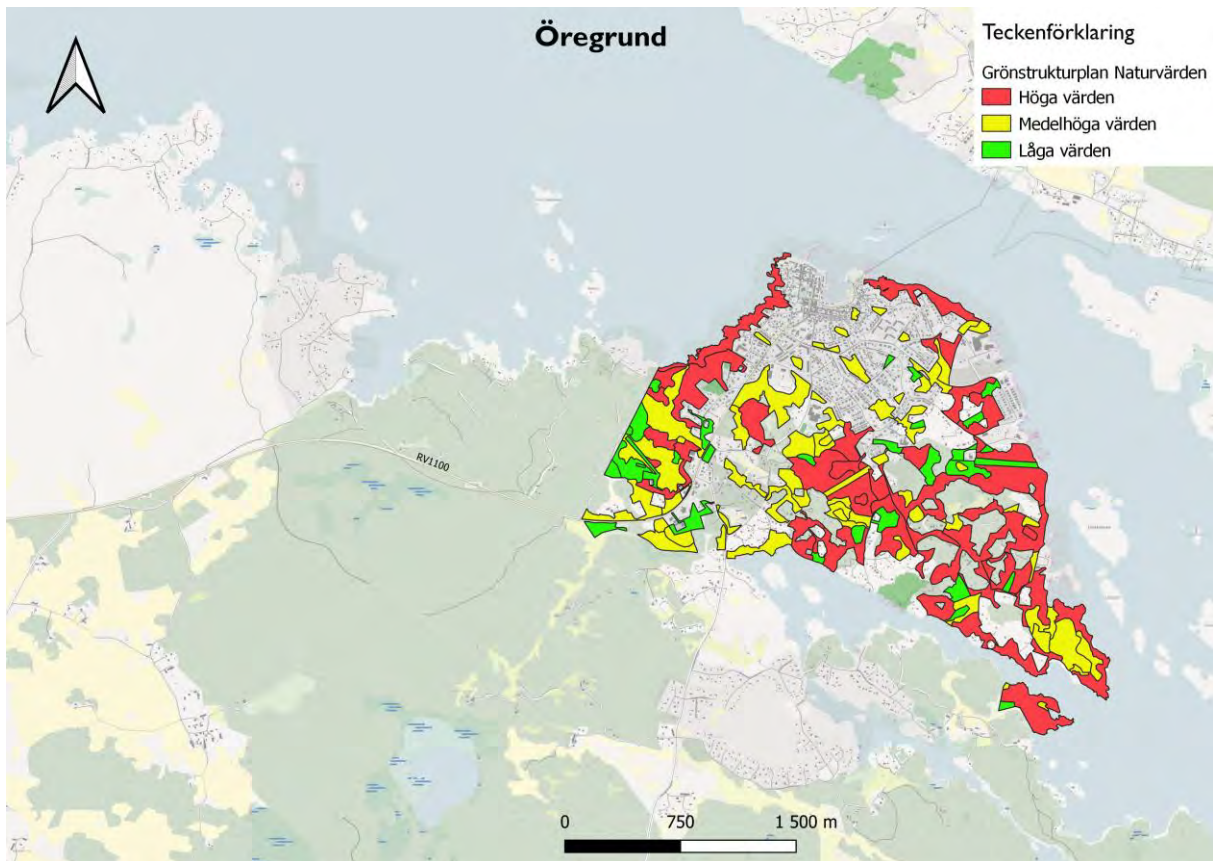 Öregrund
Teckenförklaring
Grönstrukturplan Naturvärden
Höga värden
Medelhöga värden
Låga värden
RV1100
0 750 1 500 m